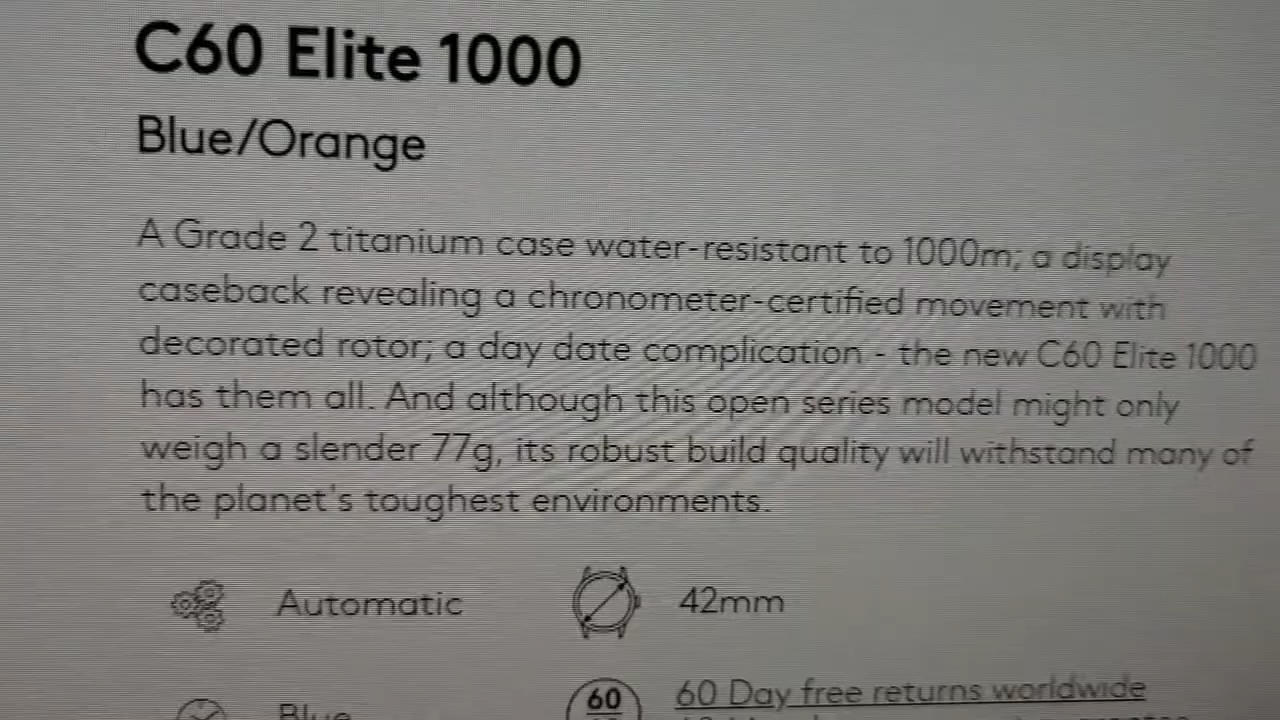 C60 Elite 1000
Blue/Orange
A Grade 2 titanium case water-resistant to 1000m; a display
caseback revealing a chronometer-certified movement with
decorated rotor; a day date complication - the new C60 Elite 1000
has them all. And although this open series model might only
weigh a slender 77g, its robust build quality will withstand many of
the planet's toughest environments.
Automatic
42mm
Blue
60
60 Day free returns worldwide